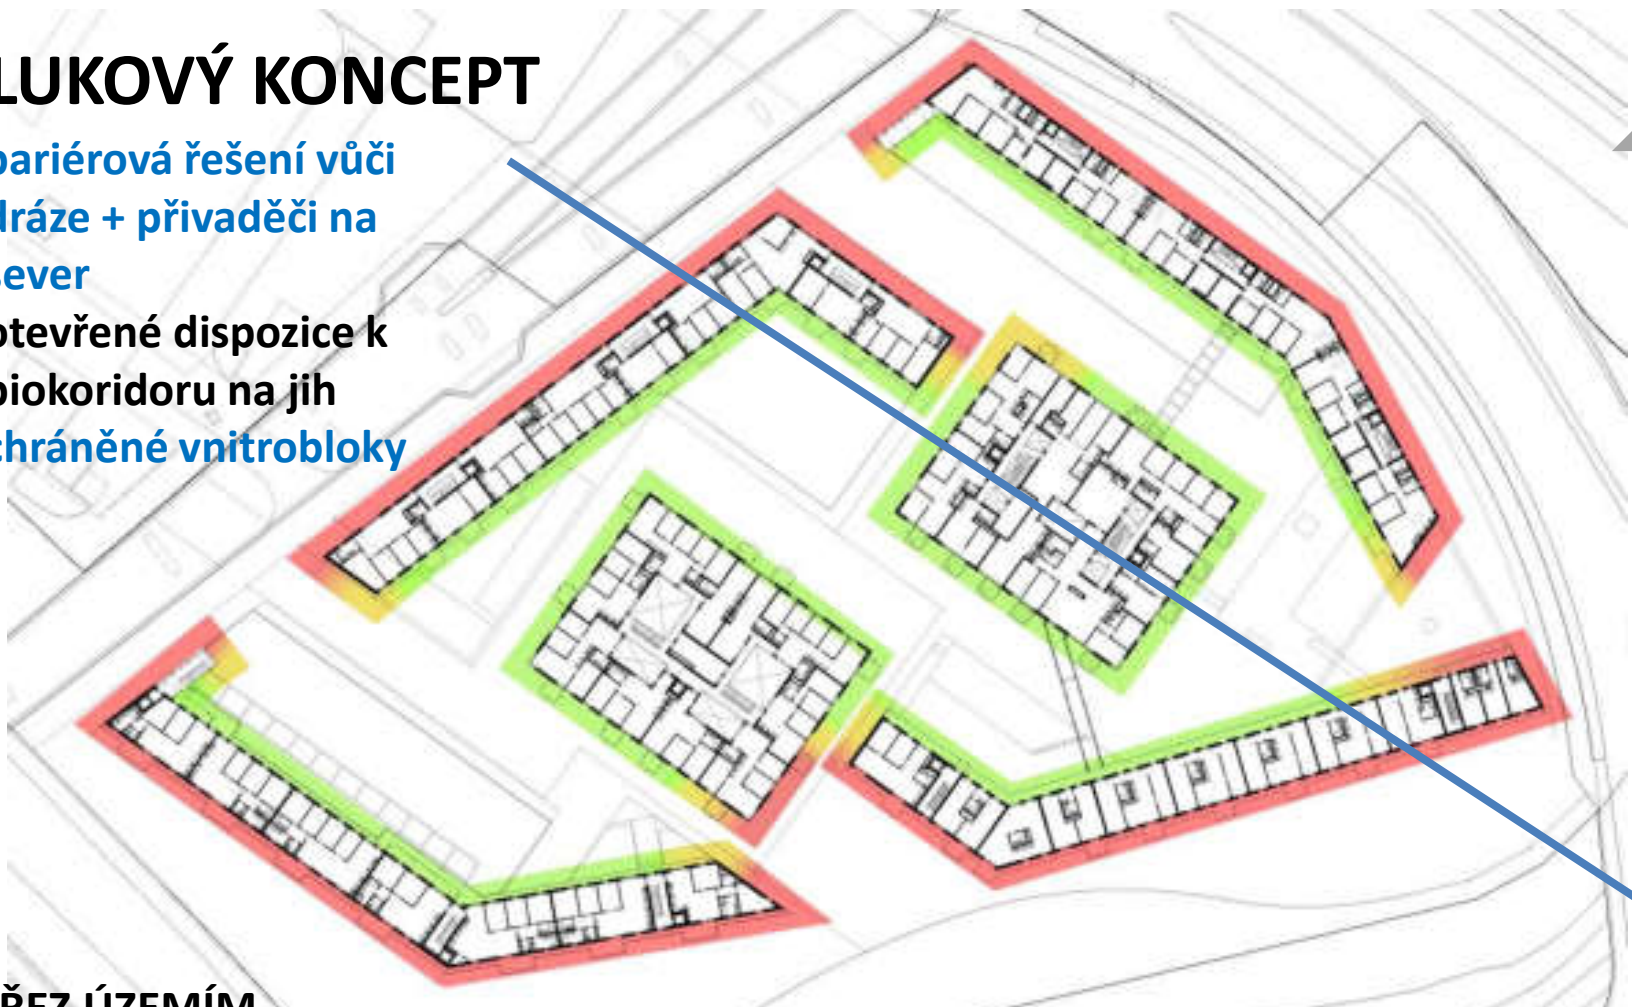 LUKOVÝ KONCEPT
bariérová řešení vůči
dráze + přivaděči na
sever
otevřené dispozice k
biokoridoru na jih
chráněné vnitrobloky
ŘEZ ÚZEMÍM